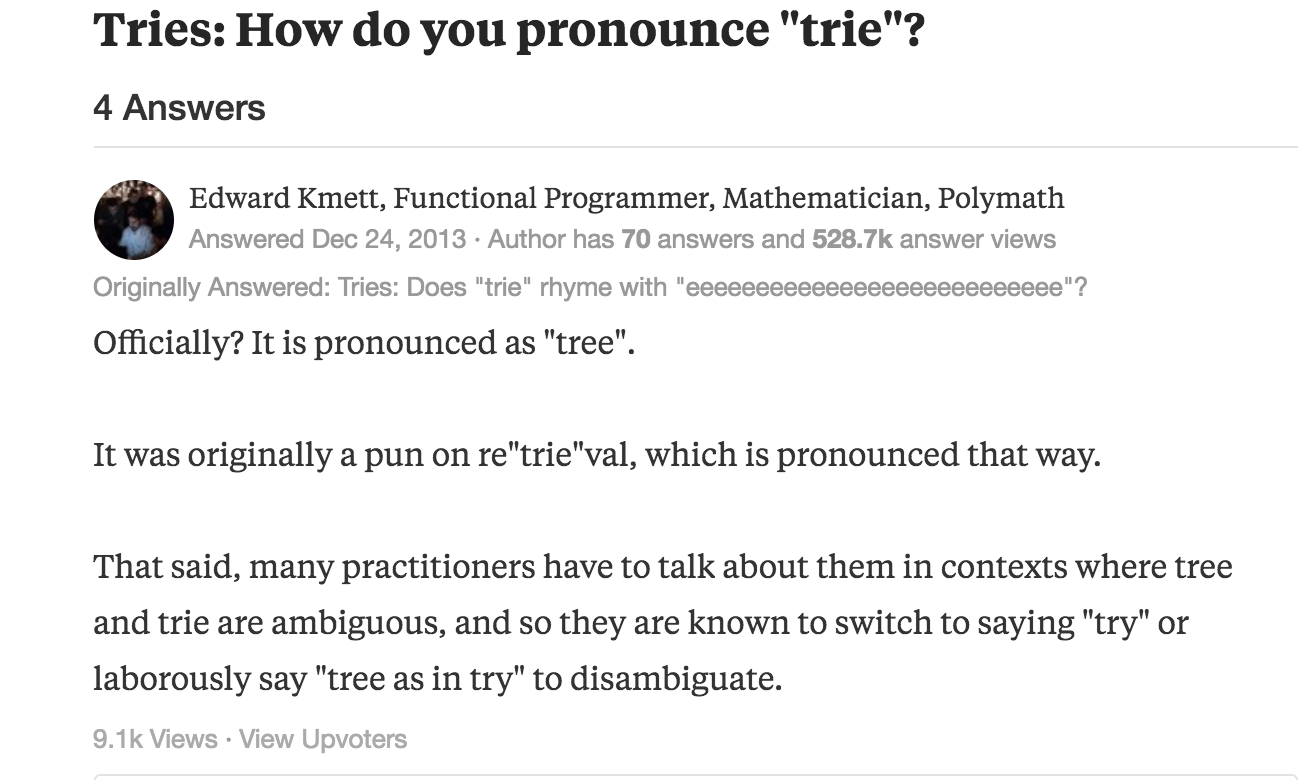 Tries: How do you pronounce "trie"?
4 Answers
Edward Kmett, Functional Programmer, Mathematician, Polymath
Answered Dec 24, 2013 · Author has 70 answers and 528.7k answer views
Originally Answered: Tries: Does "trie" rhyme with "eeeeeeeeeeeeeeeeeeeeeeeeeee"?
Officially? It is pronounced as "tree".
It was originally a pun on re"trie"val, which is pronounced that way.
That said, many practitioners have to talk about them in contexts where tree
and trie are ambiguous, and so they are known to switch to saying "try" or
laborously say "tree as in try" to disambiguate.
9.1k Views · View Upvoters